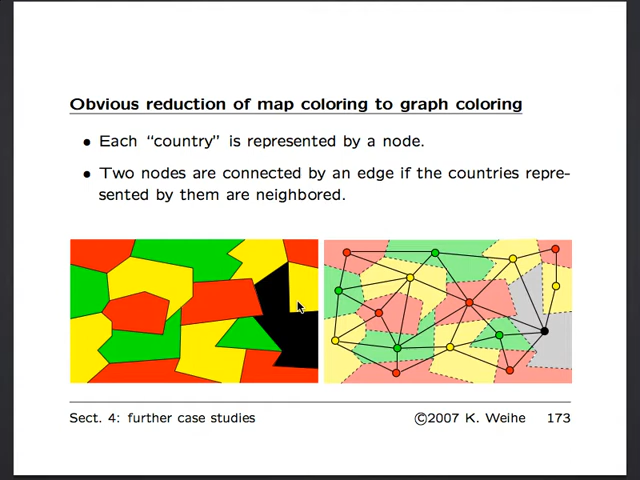 Obvious reduction of map coloring to graph coloring
• Each “country” is represented by a node.
• Two nodes are connected by an edge if the countries repre-
sented by them are neighbored.
Sect. 4: further case studies ©2007 K. Weihe 173